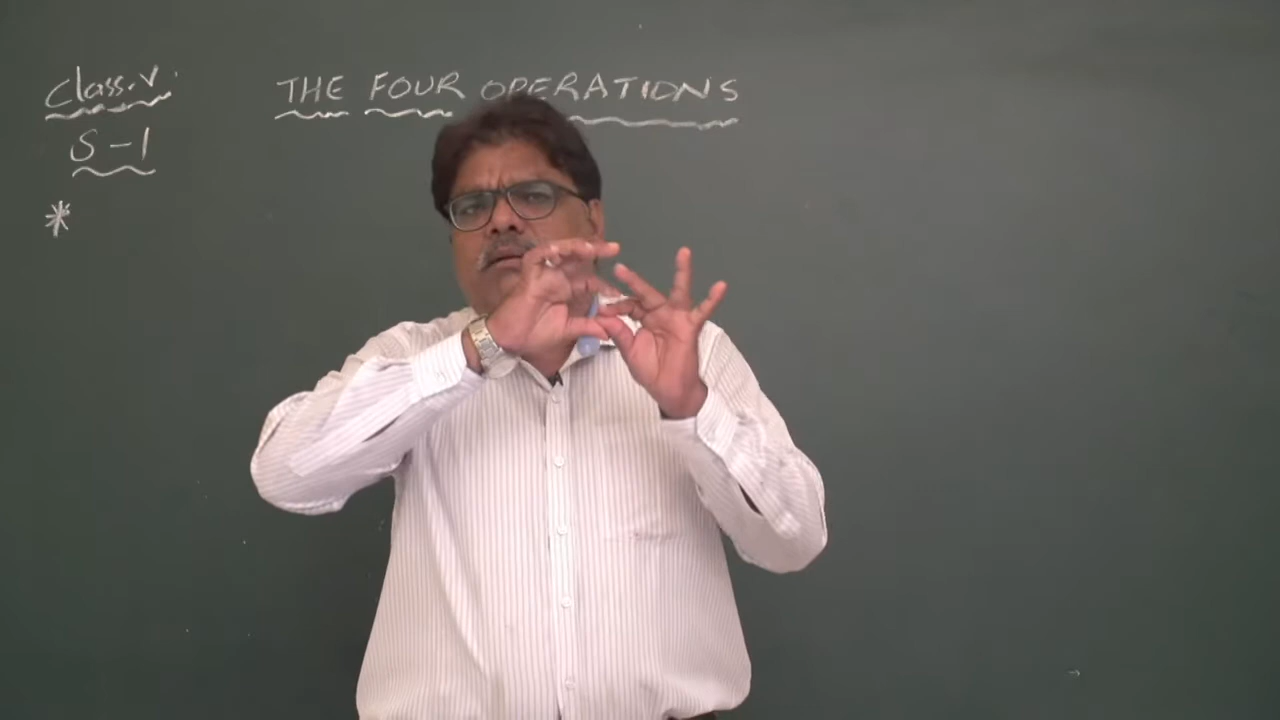 Class. V.
THE FOUR OPERATIONS
S-1
*